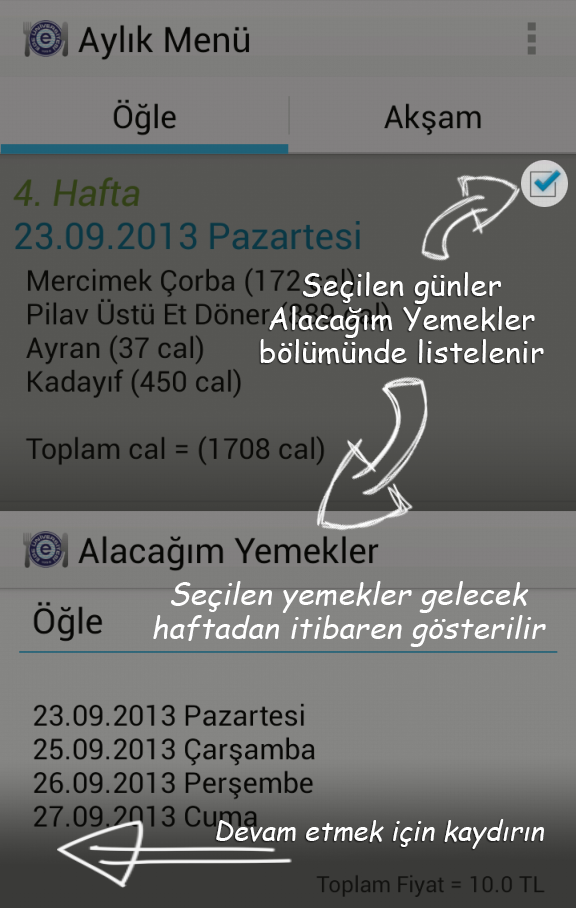 Aylık Menü
Öğle
Akşam
4. Hafta
23.09.2013 Pazartesi
Mercimek Çorba (172 cal)
Pilav Üstü Et Döner cal)
Ayran (37 cal)
Kadayıf (450 cal)
Toplam cal = (1708 cal)
Seçilen günler
Alacağım Yemekler
bölümünde listelenir
Alacağım Yemekler
Seçilen yemekler gelecek
haftadan itibaren gösterilir
Öğle
23.09.2013 Pazartesi
25.09.2013 Çarşamba
26.09.2013 Perşembe
27.09.2013 Cuma
Devam etmek için kaydırın
Toplam Fiyat = 10.0 TL